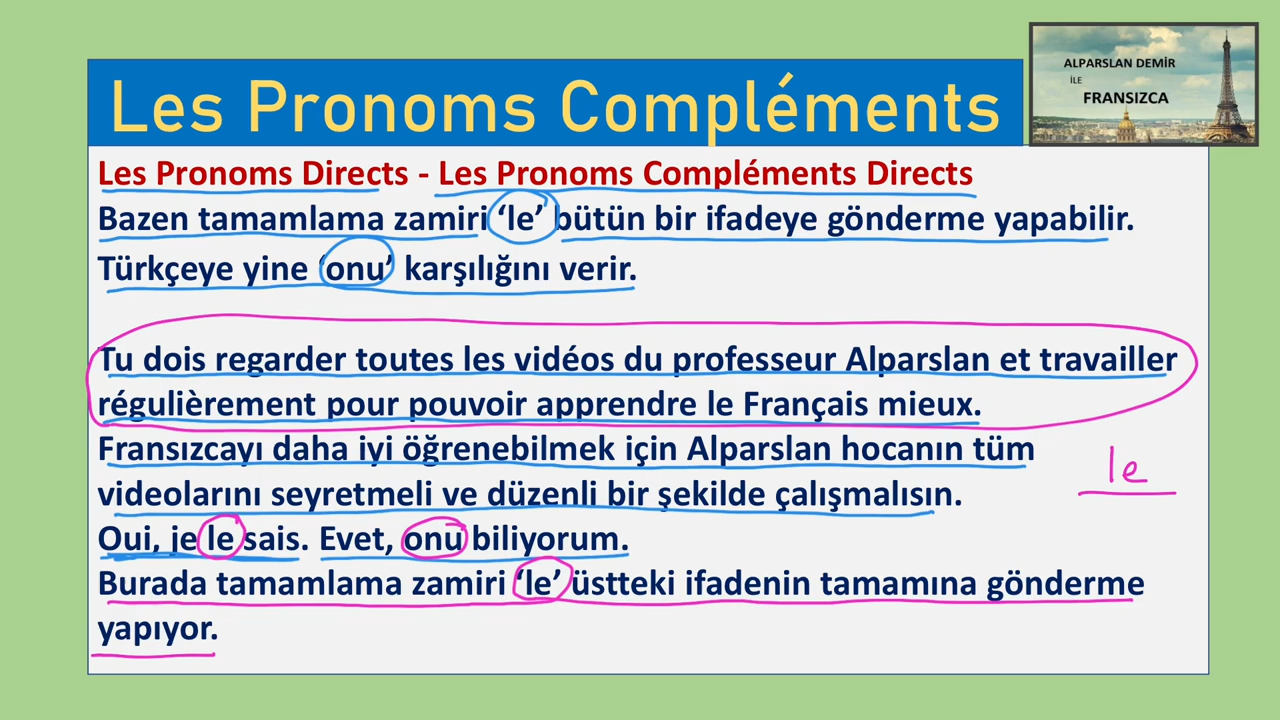 ALPARSLAN DEMİR
İLE
FRANSIZCA
Les Pronoms Compléments
Les Pronoms Directs - Les Pronoms Compléments Directs
Bazen tamamlama zamiri ‘le’ bütün bir ifadeye gönderme yapabilir.
Türkçeye yine ‘onu’ karşılığını verir.
Tu dois regarder toutes les vidéos du professeur Alparslan et travailler
régulièrement pour pouvoir apprendre le Français mieux.
Fransızcayı daha iyi öğrenebilmek için Alparslan hocanın tüm
videolarını seyretmeli ve düzenli bir şekilde çalışmalısın.
le
Oui, je le sais. Evet, onu biliyorum.
Burada tamamlama zamiri ‘le’ üstteki ifadenin tamamına gönderme
yapıyor.